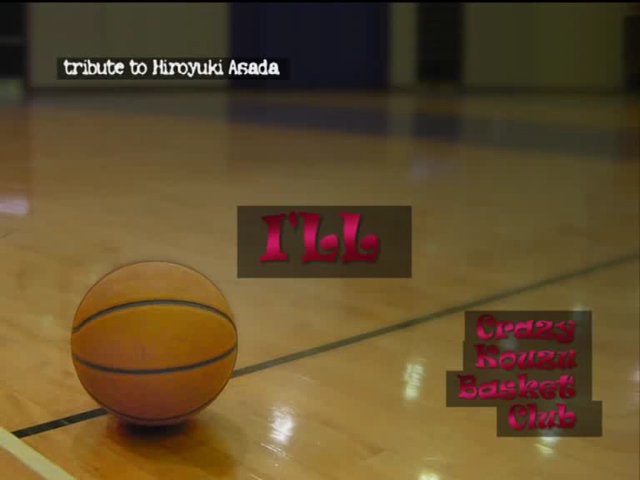 tribute to Hiroyuki Asada
I'LL
Crazy
Kouzu
Basket
Club